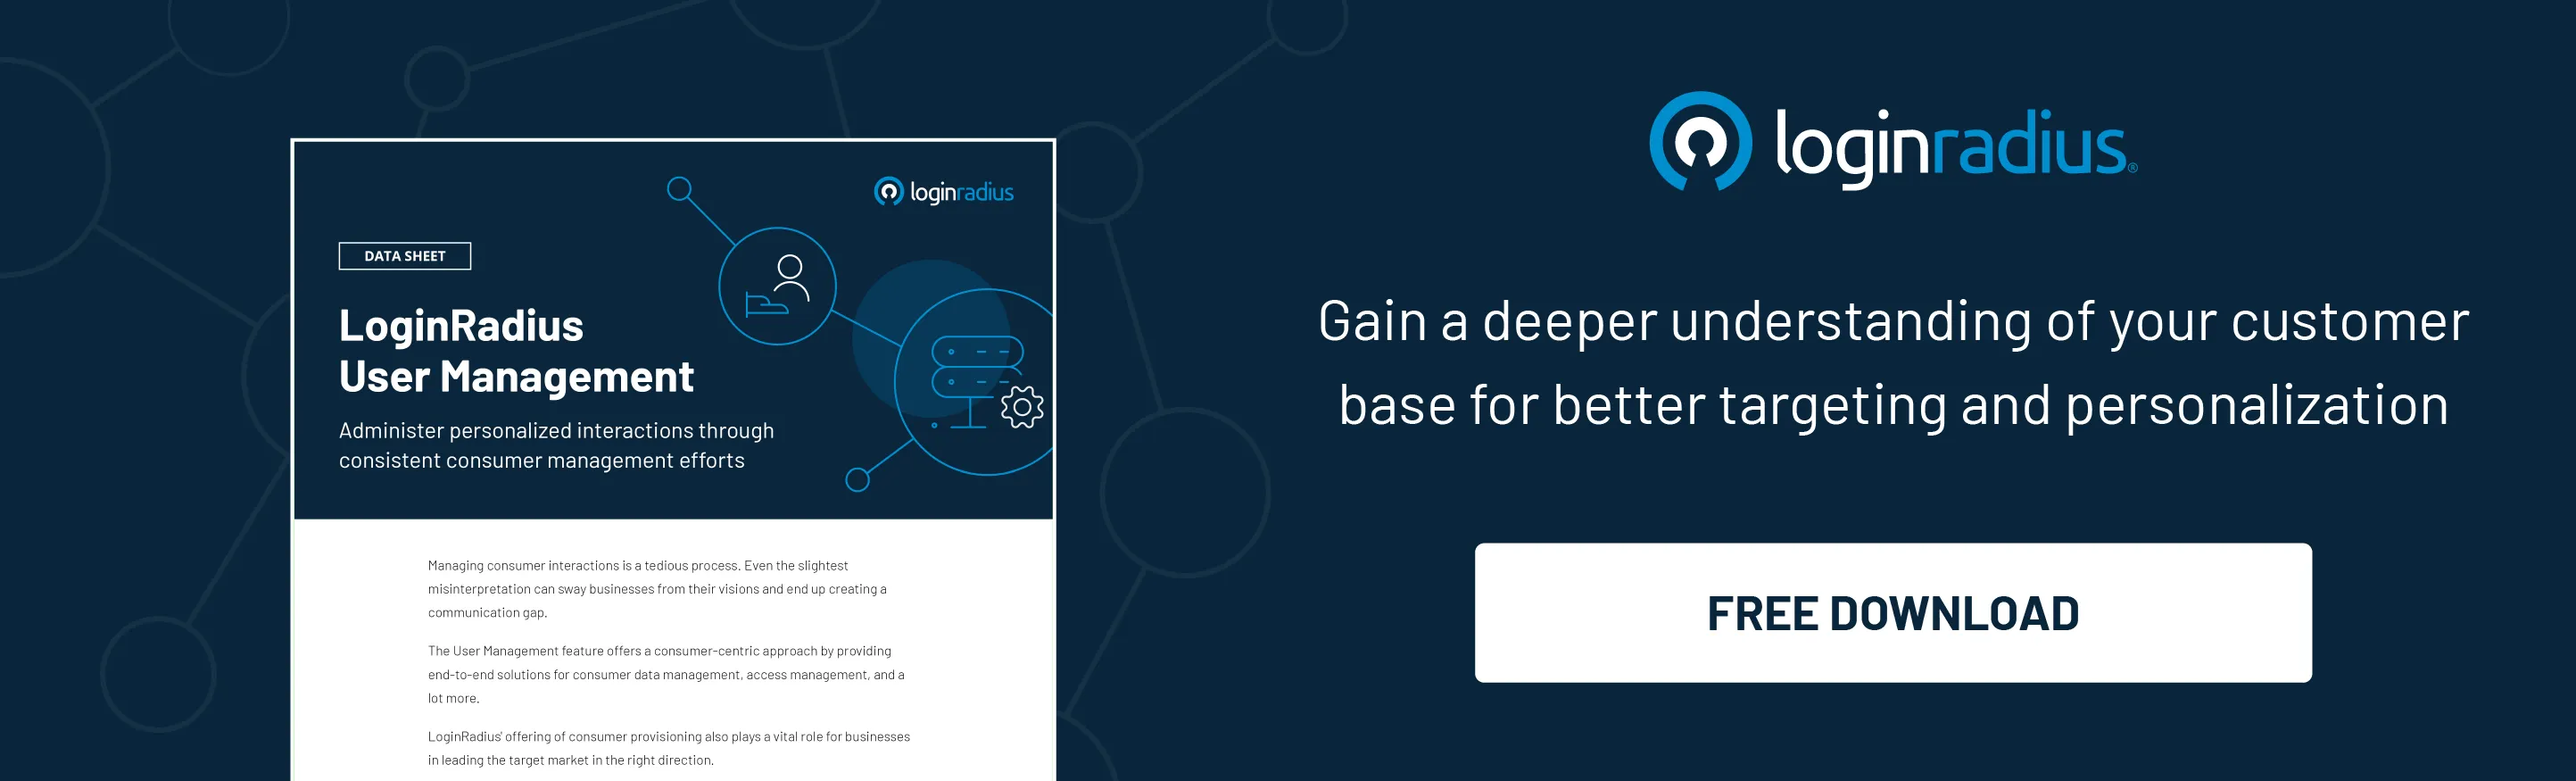 loginradius
DATA SHEET
LoginRadius
User Management
Administer personalized interactions through
consistent consumer management efforts
Managing consumer interactions is a tedious process. Even the slightest
misinterpretation can sway businesses from their visions and end up creating a
communication gap.
The User Management feature offers a consumer-centric approach by providing
end-to-end solutions for consumer data management, access management, and a
lot more.
LoginRadius' offering of consumer provisioning also plays a vital role for businesses
in leading the target market in the right direction.
loginradius®
Gain a deeper understanding of your customer
base for better targeting and personalization
FREE DOWNLOAD